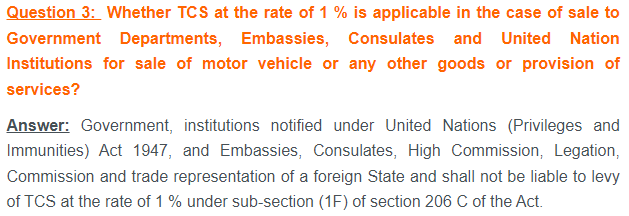 Question 3: Whether TCS at the rate of 1 % is applicable in the case of sale to
Government Departments, Embassies, Consulates and United Nation
Institutions for sale of motor vehicle or any other goods or provision of
services?
Answer: Government, institutions notified under United Nations (Privileges and
Immunities) Act 1947, and Embassies, Consulates, High Commission, Legation,
Commission and trade representation of a foreign State and shall not be liable to levy
of TCS at the rate of 1 % under sub-section (1F) of section 206 C of the Act.